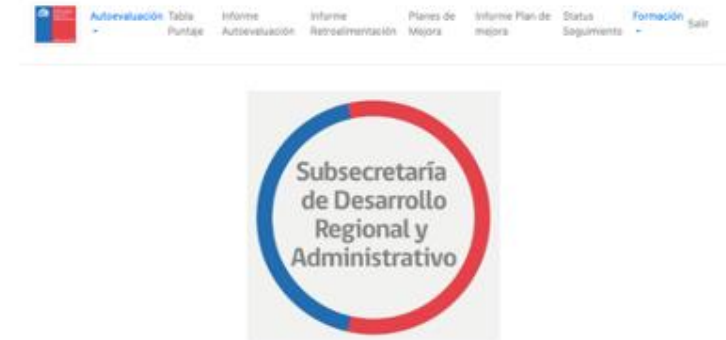 Autoevaluación Tabla Informe Informe Planes de Informe Plan de Status Formación Salir
Puntaje Autoevaluación Retroalimentación Mejora mejora Seguimiento
Subsecretaría
de Desarrollo
Regional y
Administrativo